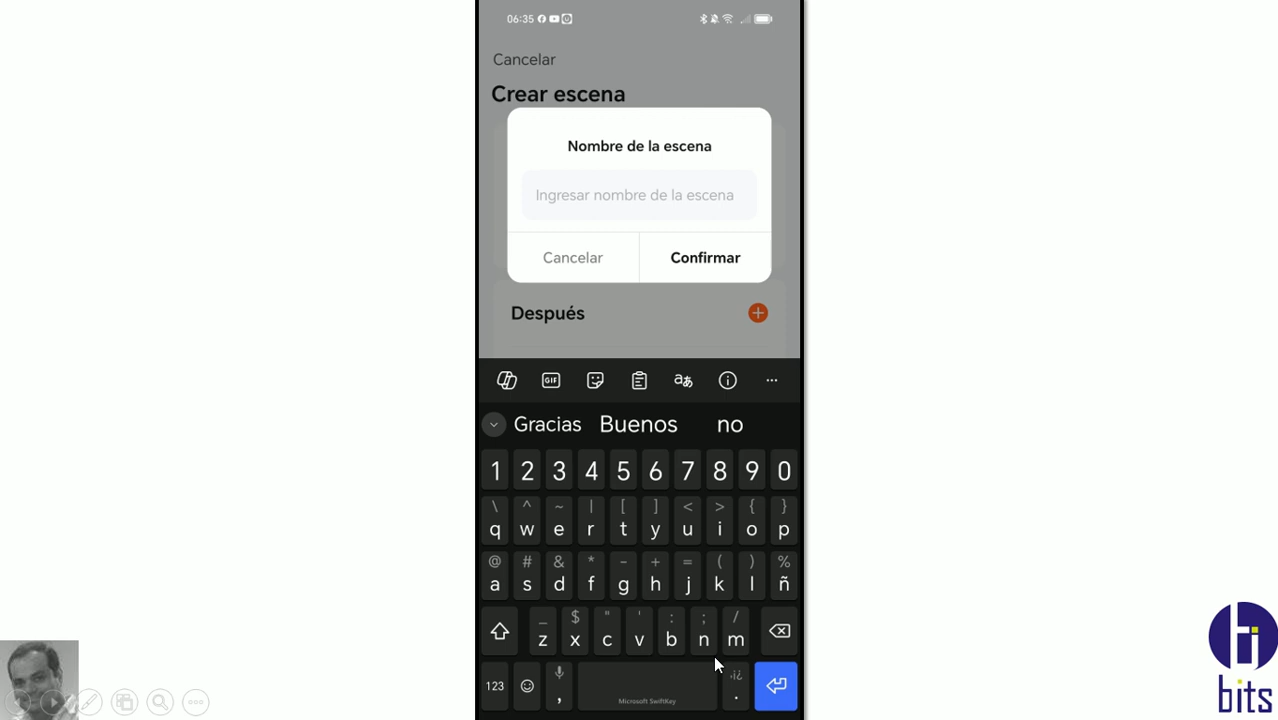 06:35
Cancelar
Crear escena
Nombre de la escena
Ingresar nombre de la escena
Cancelar Confirmar
Después
GIF
Gracias Buenos no
1 2 3 4 5 6 7 8 9 0
\ ^ ~ | [ ] < > { }
q w e r t y u i o p
@ # & * - + = ( ) %
a s d f g h j k l ñ
_ $ " ' : ; /
z x c v b n m
123 , Microsoft SwiftKey .
bits